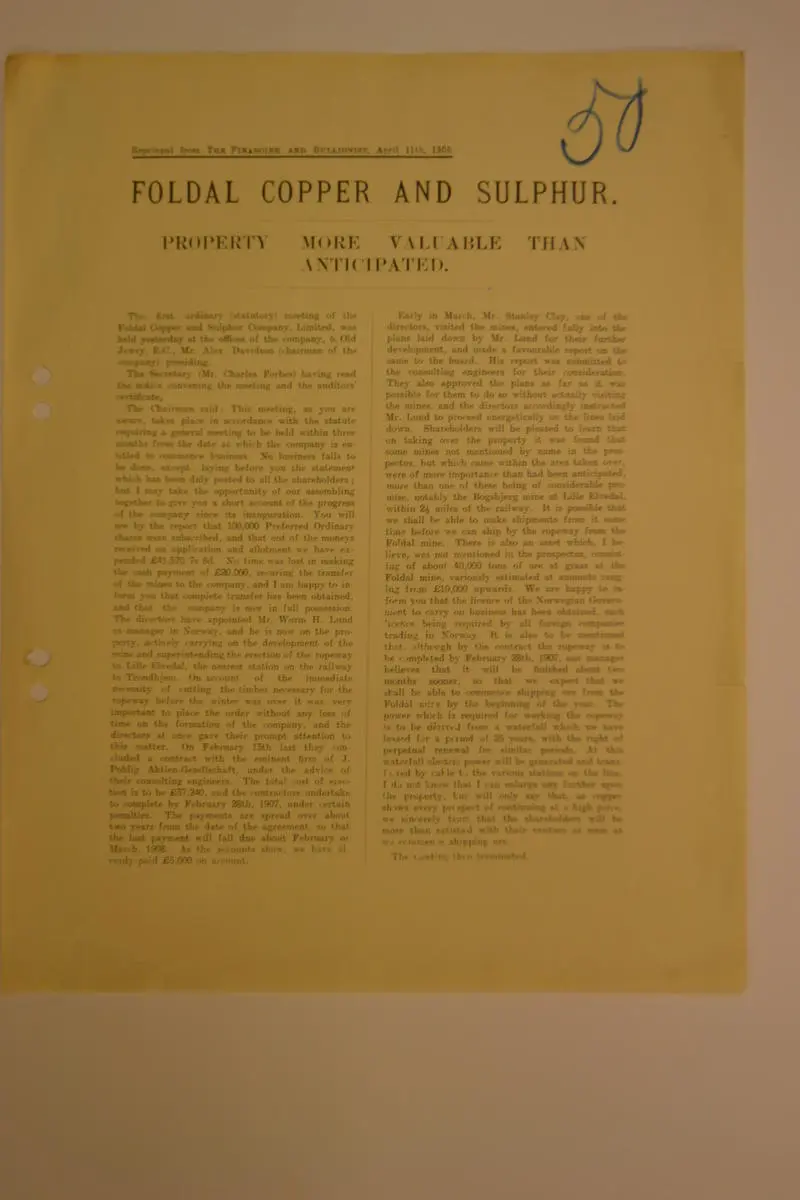 50
Reprinted from THE FINANCIER AND BULLIONIST, April 11th, 1906.
FOLDAL COPPER AND SULPHUR.
PROPERTY MORE VALUABLE THAN
ANTICIPATED.
The first ordinary (statutory) meeting of the
Foldal Copper and Sulphur Company, Limited, was
held yesterday at the offices of the company, 6, Old
Jewry, E.C., Mr. Alex Davidson (chairman of the
company) presiding.
The Secretary (Mr. Charles Forbes) having read
the notice convening the meeting and the auditors'
certificate,
The Chairman said: This meeting, as you are
aware, takes place in accordance with the statute
requiring a general meeting to be held within three
months from the date at which the company is en-
titled to commence business. No business falls to
be done, except laying before you the statement
which has been duly posted to all the shareholders;
but I may take the opportunity of our assembling
together to give you a short account of the progress
of the company since its inauguration. You will
see by the report that 100,000 Preferred Ordinary
shares were subscribed, and that out of the moneys
received on application and allotment we have ex-
pended 7s 6d. No time was lost in making
the cash payment of securing the transfer
of the mines to the company, and I am happy to in-
form you that complete transfer has been obtained,
and that the company is now in full possession.
The directors have appointed Mr. Worm H. Lund
as manager in Norway, and he is now on the pro-
perty, actively carrying on the development of the
mine and superintending the erection of the ropeway
to Lille Elvedal, the nearest station on the railway
to Trondhjem. On account of the immediate
necessity of cutting the timber necessary for the
ropeway before the winter was over it was very
important to place the order without any loss of
time on the formation of the company, and the
directors at once gave their prompt attention to
this matter. On February 15th last they con-
cluded a contract with the eminent firm of J.
Pohlig Aktien-Gesellschaft, under the advice of
their consulting engineers. The total cost of erec-
tion is to be £37,240, and the contractors undertake
to complete by February 28th, 1907, under certain
penalties. The payments are spread over about
two years from the date of the agreement, so that
the last payment will fall due about February or
March, 1908. As the accounts show, we have al-
ready paid £5,000 on account.
Early in March, Mr. Stanley Clay, one of the
directors, visited the mines, entered fully into the
plans laid down by Mr. Lund for their further
development, and made a favourable report on the
same to the board. His report was submitted to
the consulting engineers for their consideration.
They also approved the plans as far as it was
possible for them to do so without actually visiting
the mines, and the directors accordingly instructed
Mr. Lund to proceed energetically on the lines laid
down. Shareholders will be pleased to learn that
on taking over the property it was found that
some mines not mentioned by name in the pros-
pectus, but which came within the area taken over,
were of more importance than had been anticipated,
more than one of these being of considerable pro-
mise, notably the Rogsbjerg mine at Lille Elvedal,
within 2½ miles of the railway. It is possible that
we shall be able to make shipments from it some
time before we can ship by the ropeway from the
Foldal mine. There is also an asset which, I be-
lieve, was not mentioned in the prospectus, consist-
ing of about 40,000 tons of ore at grass at the
Foldal mine, variously estimated at amounts rang-
ing from upwards. We are happy to in-
form you that the licence of the Norwegian Govern-
ment to carry on business has been obtained, such
licence being required by all foreign companies
trading in Norway. It is also to be mentioned
that, although by the contract the ropeway is to
be completed by February 28th, 1907, our manager
believes that it will be finished about two
months sooner, so that we expect that we
shall be able to commence shipping ore from the
Foldal mine by the beginning of the year. The
power which is required for working the ropeway
is to be derived from a waterfall which we have
leased for a period of 25 years, with the right of
perpetual renewal for similar periods. At this
waterfall electric power will be generated and trans-
ferred by cable to the various stations on the line.
I do not know that I can enlarge any further upon
the property, but will only say that, as copper
shows every prospect of continuing at a high price,
we sincerely trust that the shareholders will be
more than satisfied with their venture as soon as
we commence shipping ore.
The meeting then terminated.